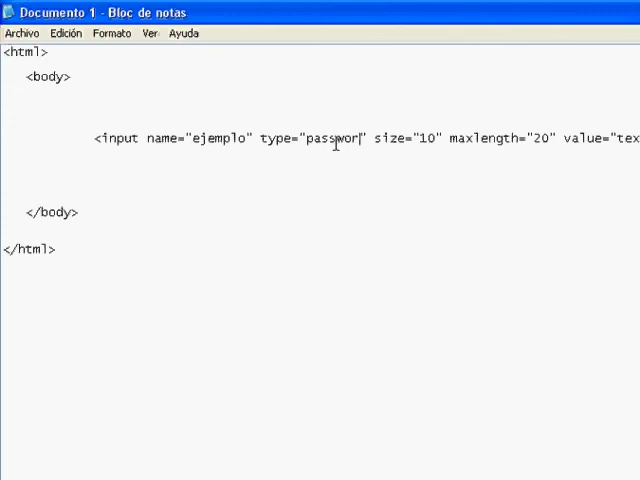 Documento 1 - Bloc de notas
Archivo Edición Formato Ver Ayuda
<html>
<body>
<input name="ejemplo" type="passwor" size="10" maxlength="20" value="tex
</body>
</html>